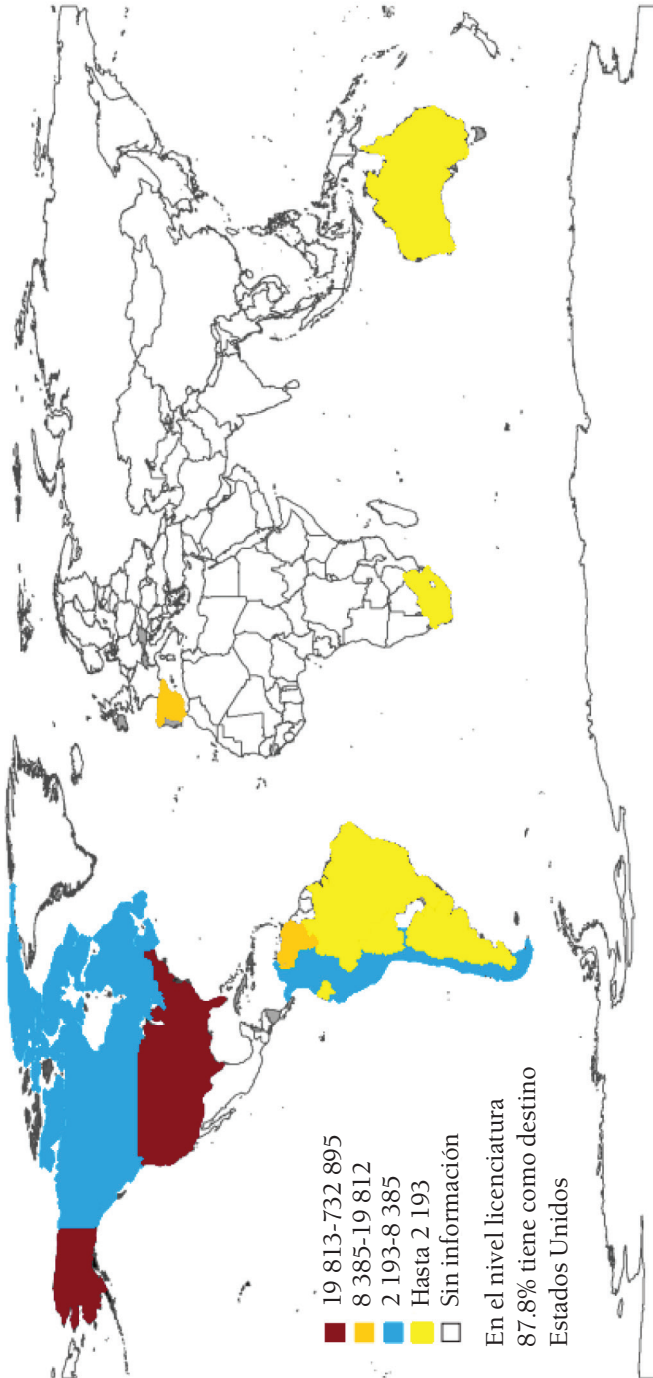 19 813-732 895
8 385-19 812
2 193-8 385
Hasta 2 193
Sin información
En el nivel licenciatura
87.8% tiene como destino
Estados Unidos